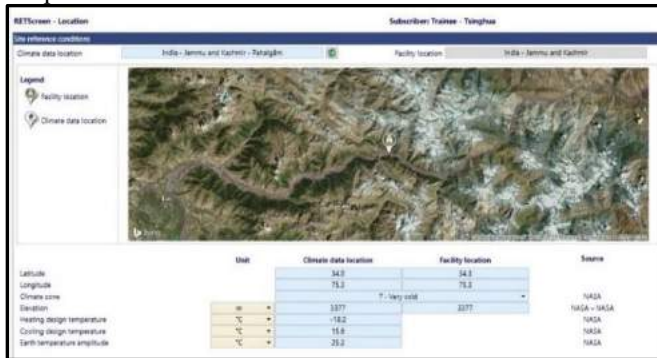 RETScreen - Location Subscriber: Trainee - Tsinghua
Site reference conditions
Climate data location India - Jammu and Kashmir - Pahalgâm Facility location India - Jammu and Kashmir
Legend
Facility location
Climate data location
bing
Unit Climate data location Facility location Source
Latitude 34.0 34.3
Longitude 75.3 75.3
Climate zone 7 - Very cold NASA
Elevation m 3377 3377 NASA - NASA
Heating design temperature °C -18.2 NASA
Cooling design temperature °C 15.6 NASA
Earth temperature amplitude °C 25.2 NASA